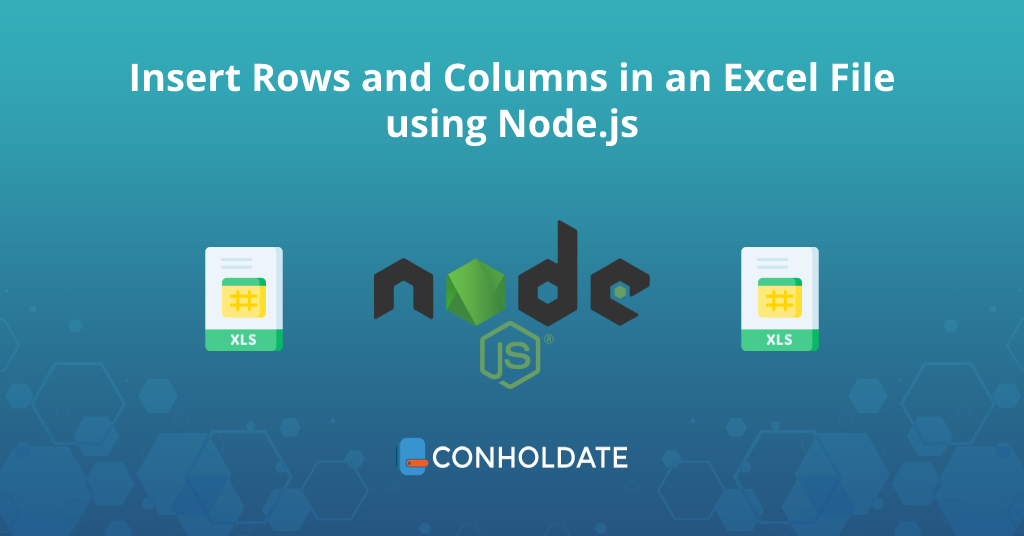 Insert Rows and Columns in an Excel File
using Node.js
node
JS®
XLS
XLS
CONHOLDATE